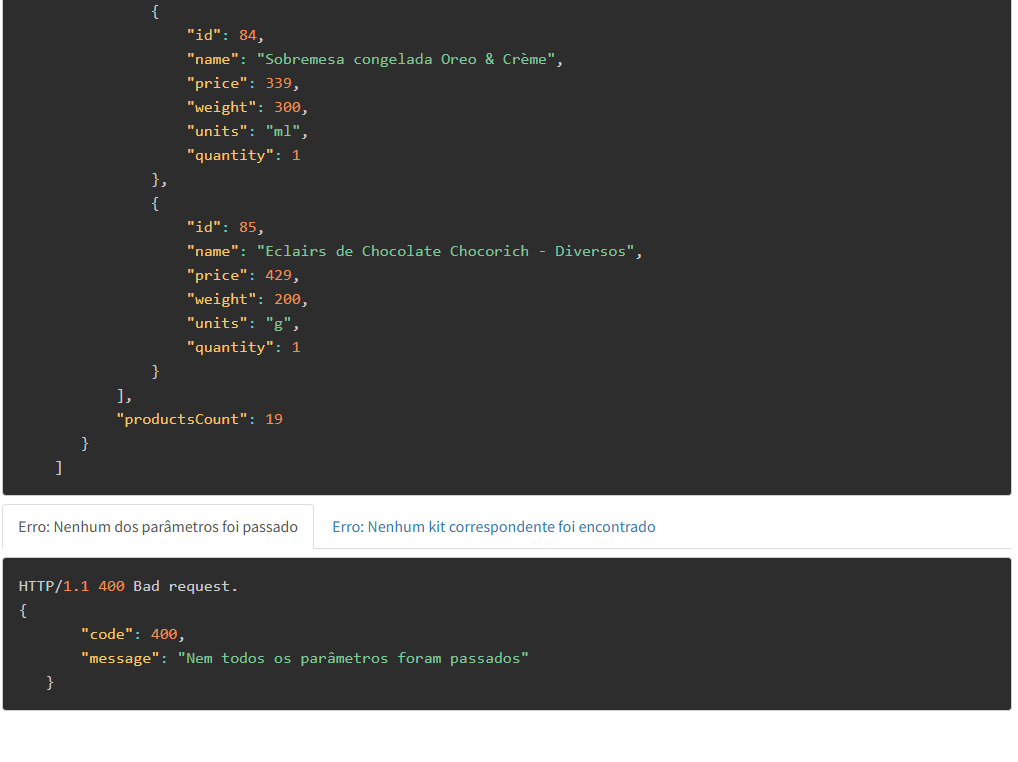 {
"id": 84,
"name": "Sobremesa congelada Oreo & Crème",
"price": 339,
"weight": 300,
"units": "ml",
"quantity": 1
},
{
"id": 85,
"name": "Eclairs de Chocolate Chocorich - Diversos",
"price": 429,
"weight": 200,
"units": "g",
"quantity": 1
}
],
"productsCount": 19
}
]
Erro: Nenhum dos parâmetros foi passado Erro: Nenhum kit correspondente foi encontrado
HTTP/1.1 400 Bad request.
{
"code": 400,
"message": "Nem todos os parâmetros foram passados"
}